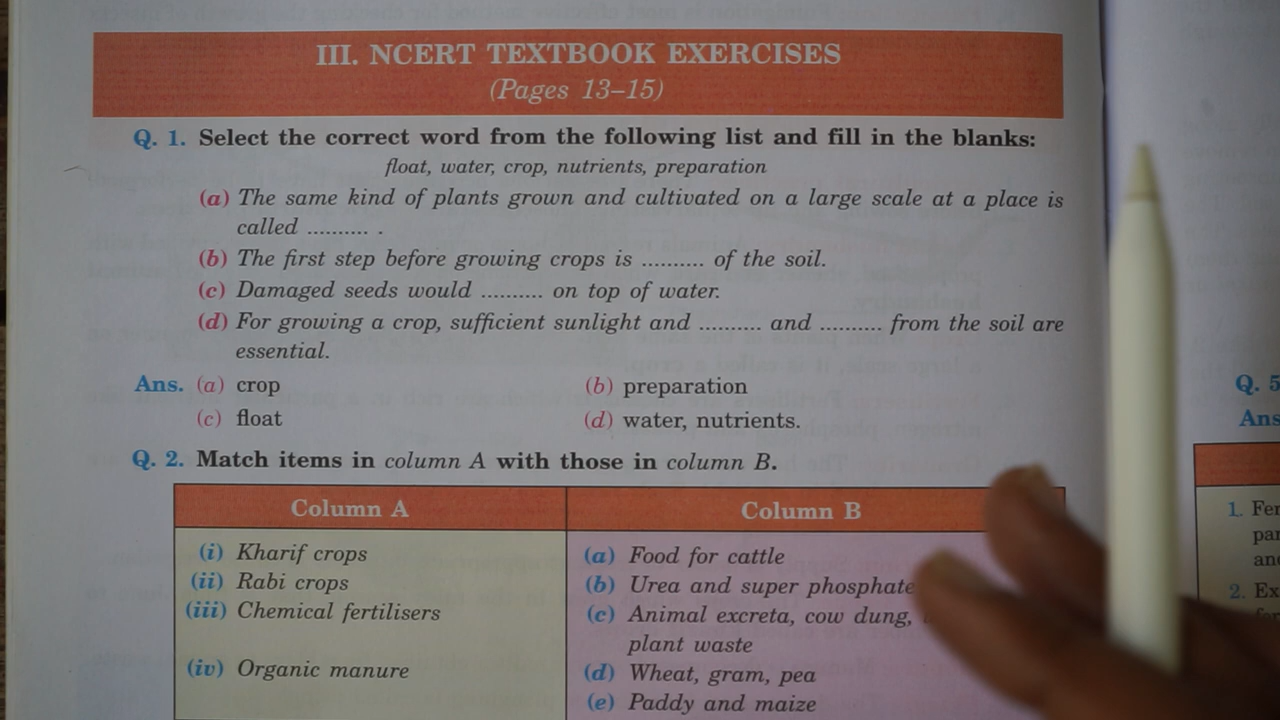 III. NCERT TEXTBOOK EXERCISES
(Pages 13–15)
Q. 1. Select the correct word from the following list and fill in the blanks:
float, water, crop, nutrients, preparation
(a) The same kind of plants grown and cultivated on a large scale at a place is
called .......... .
(b) The first step before growing crops is .......... of the soil.
(c) Damaged seeds would .......... on top of water.
(d) For growing a crop, sufficient sunlight and .......... and .......... from the soil are
essential.
Ans. (a) crop (b) preparation
(c) float (d) water, nutrients.
Q. 2. Match items in column A with those in column B.
Column A Column B
(i) Kharif crops (a) Food for cattle
(ii) Rabi crops (b) Urea and super phosphate
(iii) Chemical fertilisers (c) Animal excreta, cow dung,
plant waste
(iv) Organic manure (d) Wheat, gram, pea
(e) Paddy and maize
Q. 5
Ans
1. Fer
par
and
2. Ex